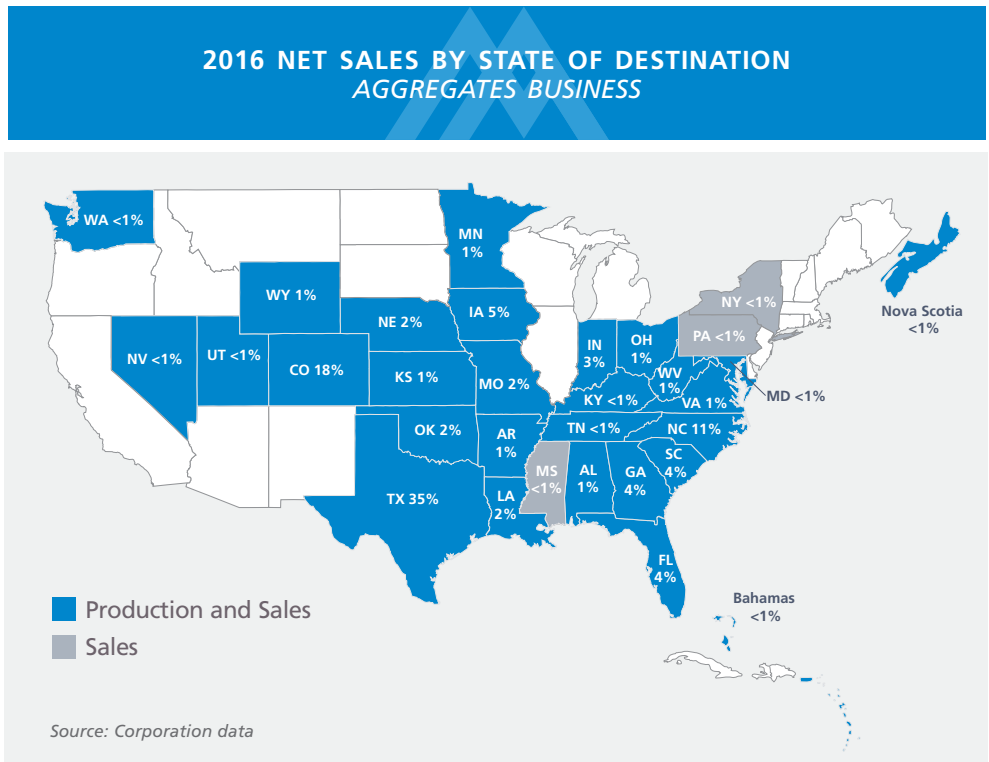 2016 NET SALES BY STATE OF DESTINATION
AGGREGATES BUSINESS
WA <1%
MN
1%
WY 1%
NY <1%
Nova Scotia
<1%
NE 2%
IA 5%
PA <1%
NV <1%
UT <1%
CO 18%
KS 1%
MO 2%
IN
3%
OH
1%
WV
1%
KY <1%
VA 1%
MD <1%
OK 2%
AR
1%
TN <1%
NC 11%
SC
4%
TX 35%
LA
2%
MS
<1%
AL
1%
GA
4%
FL
4%
Bahamas
<1%
Production and Sales
Sales
Source: Corporation data